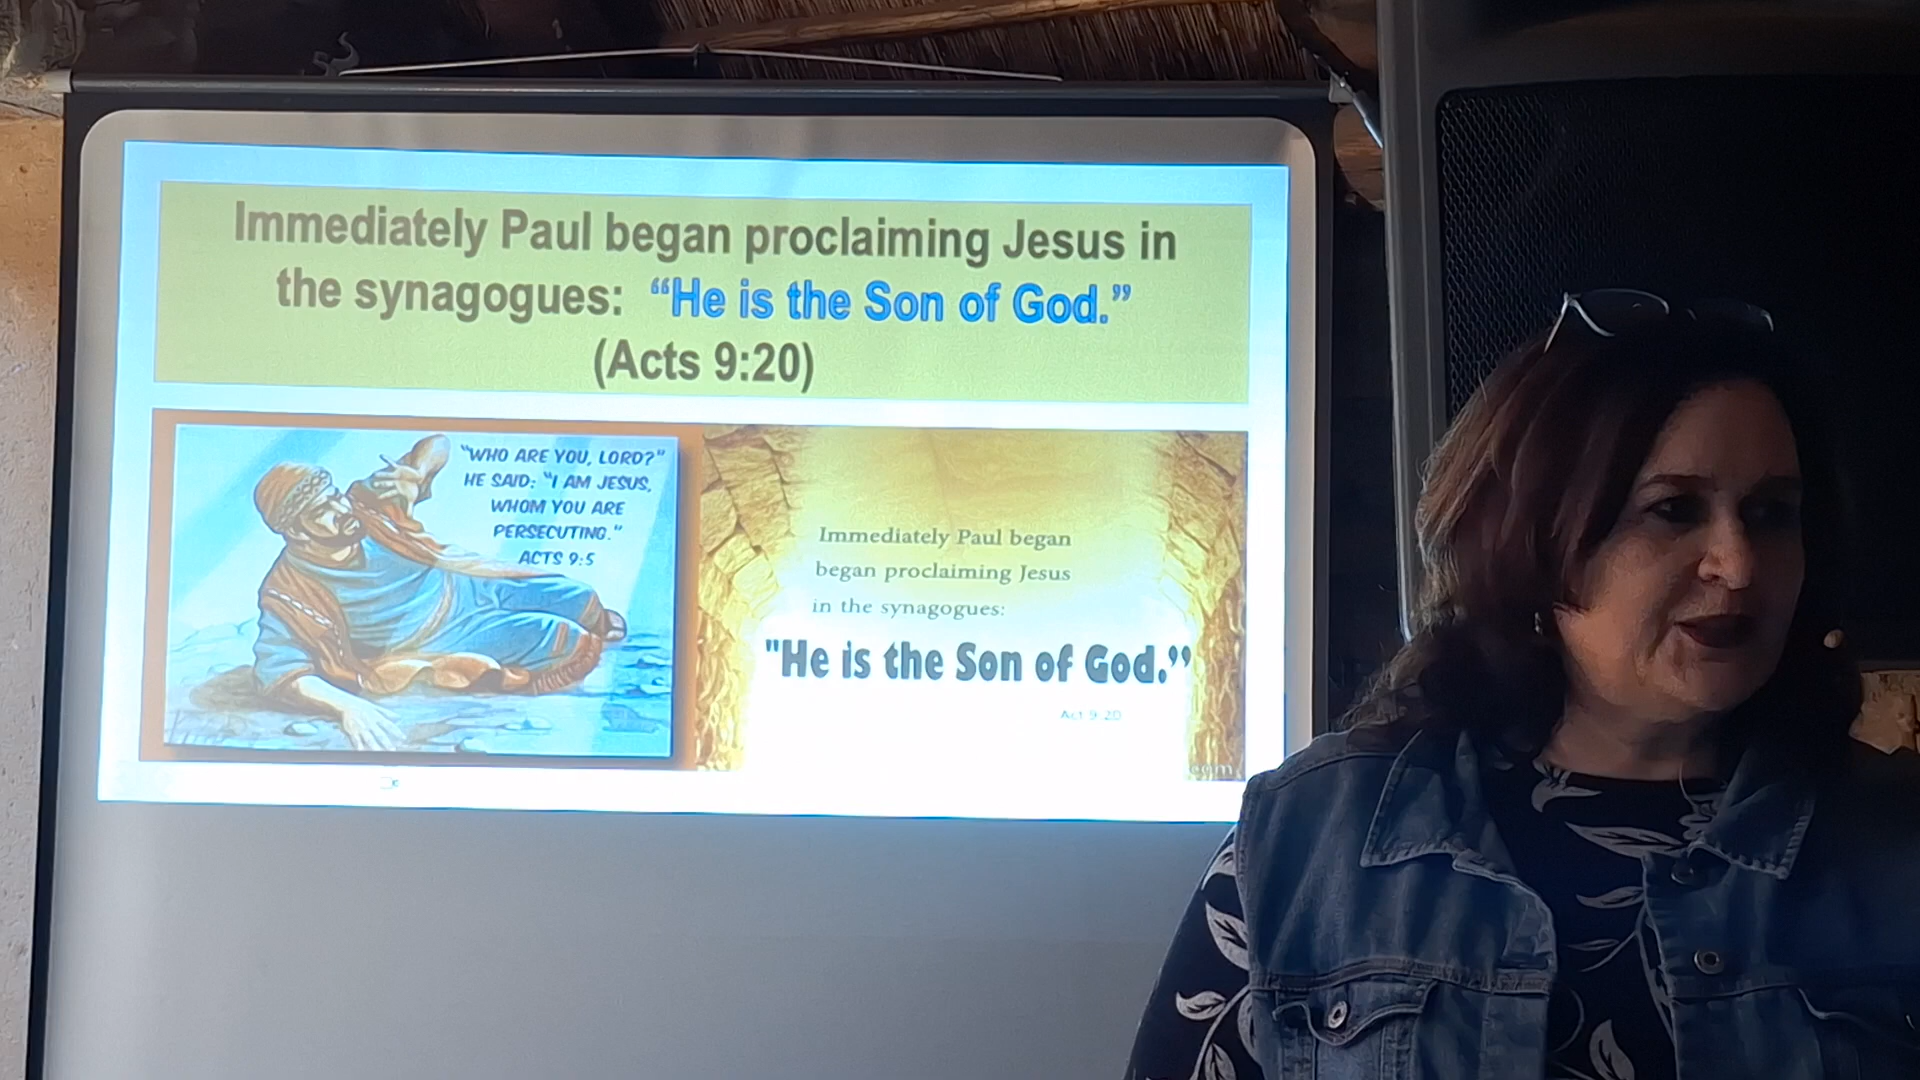 Immediately Paul began proclaiming Jesus in
the synagogues: “He is the Son of God.”
(Acts 9:20)
“WHO ARE YOU, LORD?”
HE SAID: “I AM JESUS,
WHOM YOU ARE
PERSECUTING.”
ACTS 9:5
Immediately Paul began
began proclaiming Jesus
in the synagogues:
"He is the Son of God.”
Act 9:20